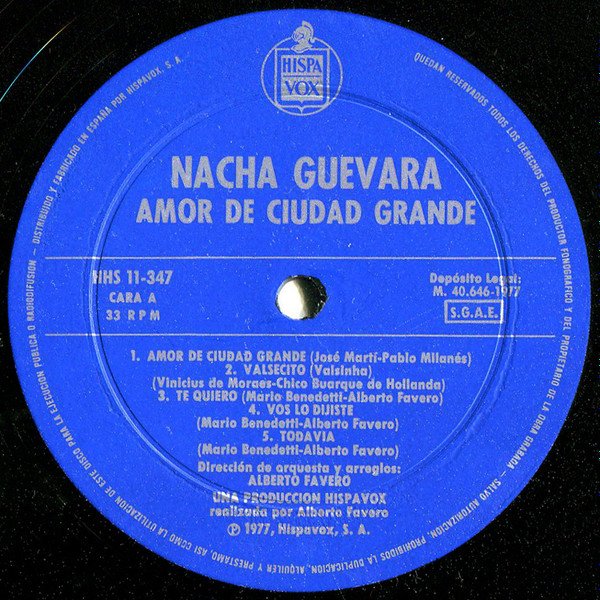 HISPA
VOX
NACHA GUEVARA
AMOR DE CIUDAD GRANDE
HHS 11-347
CARA A
33 RPM
Depósito Legal:
M. 40.646-1977
S.G.A.E.
1. AMOR DE CIUDAD GRANDE (José Martí-Pablo Milanés)
2. VALSECITO (Valsinha)
(Vinicius de Moraes-Chico Buarque de Hollanda)
3. TE QUIERO (Mario Benedetti-Alberto Favero)
4. VOS LO DIJISTE
(Mario Benedetti-Alberto Favero)
5. TODAVIA
(Mario Benedetti-Alberto Favero)
Dirección de orquesta y arreglos:
ALBERTO FAVERO
UNA PRODUCCION HISPAVOX
realizada por Alberto Favero
℗ 1977, Hispavox, S. A.
QUEDAN RESERVADOS TODOS LOS DERECHOS DEL PRODUCTOR FONOGRAFICO Y DEL PROPIETARIO DE LA OBRA GRABADA - SALVO AUTORIZACION, PROHIBIDOS LA DUPLICACION, ALQUILER Y PRESTAMO, ASI COMO LA UTILIZACION DE ESTE DISCO PARA LA EJECUCION PUBLICA O RADIODIFUSION - DISTRIBUIDO Y FABRICADO EN ESPAÑA POR HISPAVOX, S. A.